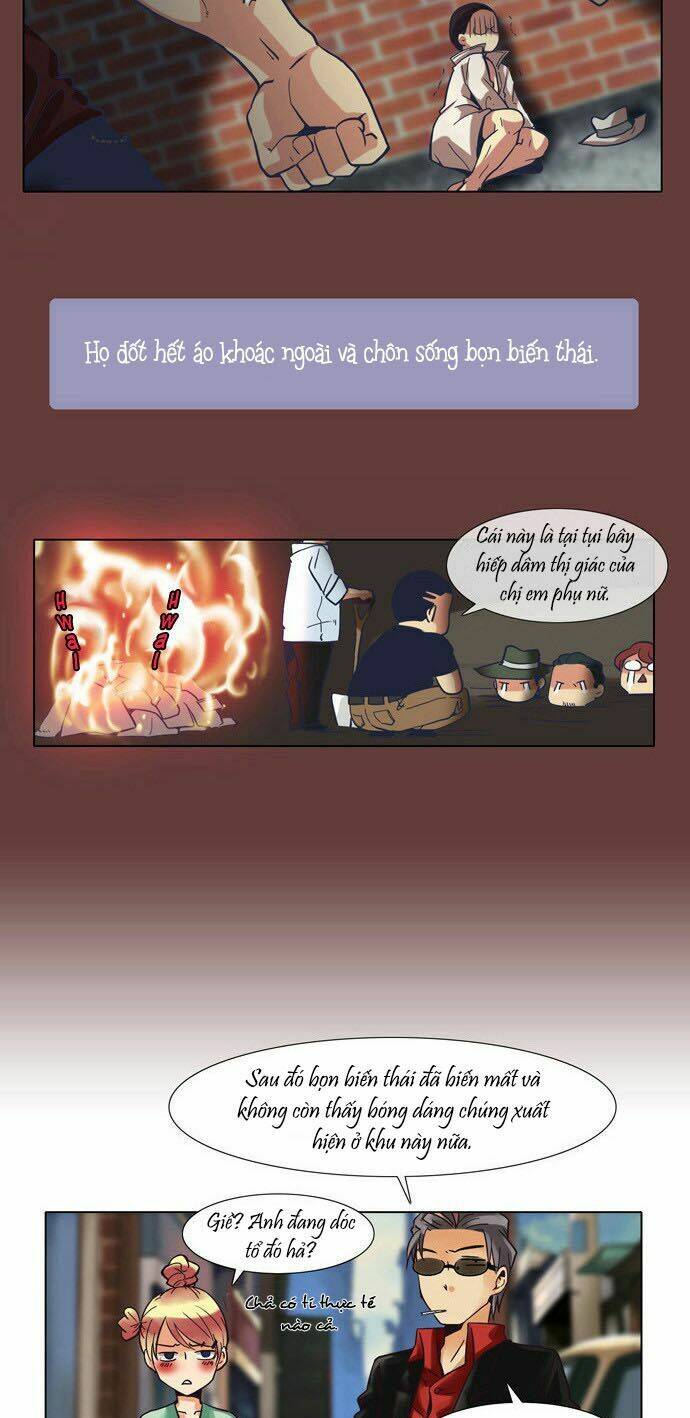 Họ đốt hết áo khoác ngoài và chôn sống bọn biến thái.
Cái này là tại tụi bây
hiếp dâm thị giác của
chị em phụ nữ.
Hwal
Hwal
Sau đó bọn biến thái đã biến mất và
không còn thấy bóng dáng chúng xuất
hiện ở khu này nữa.
Giề? Anh đang dóc
tổ đó hả?
Chả có tí thực tế
nào cả.